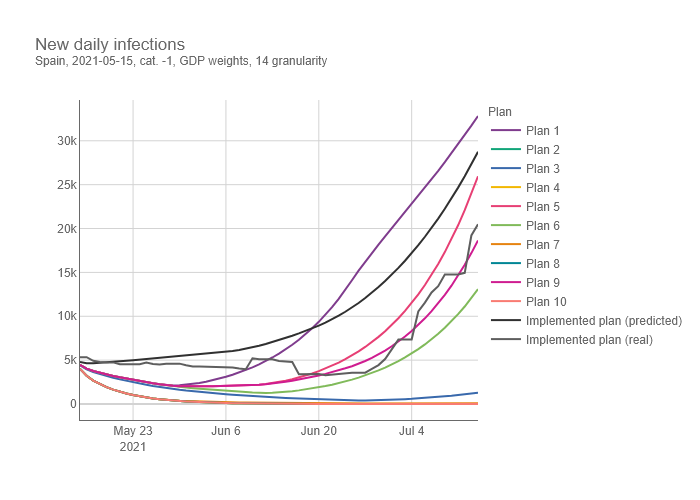 New daily infections
Spain, 2021-05-15, cat. -1, GDP weights, 14 granularity
Plan
Plan 1
Plan 2
Plan 3
Plan 4
Plan 5
Plan 6
Plan 7
Plan 8
Plan 9
Plan 10
Implemented plan (predicted)
Implemented plan (real)
30k
25k
20k
15k
10k
5k
0
May 23
2021
Jun 6
Jun 20
Jul 4